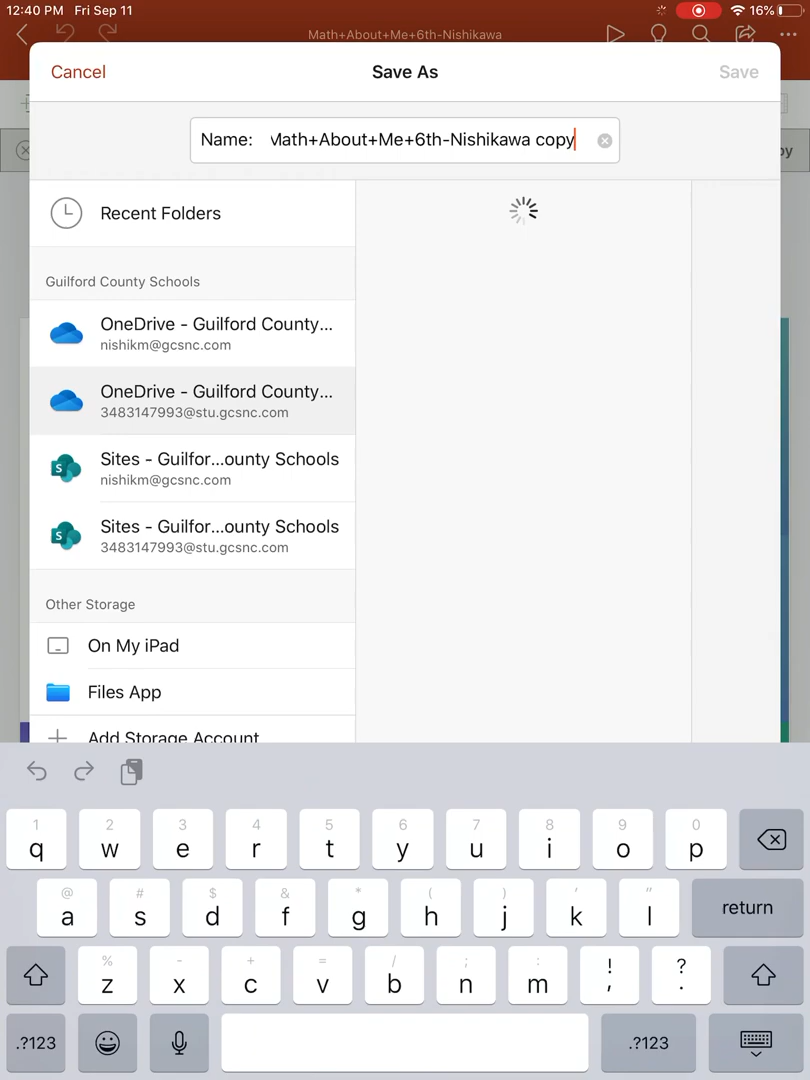 12:40 PM Fri Sep 11 16%
Math+About+Me+6th-Nishikawa
Cancel Save As Save
Name: Math+About+Me+6th-Nishikawa copy
py
Recent Folders
Guilford County Schools
OneDrive - Guilford County...
nishikm@gcsnc.com
OneDrive - Guilford County...
3483147993@stu.gcsnc.com
Sites - Guilfor...ounty Schools
nishikm@gcsnc.com
Sites - Guilfor...ounty Schools
3483147993@stu.gcsnc.com
Other Storage
On My iPad
Files App
Add Storage Account
1 2 3 4 5 6 7 8 9 0
q w e r t y u i o p
@ # $ & * ( ) ' "
a s d f g h j k l return
% - + = / ; : ! ?
z x c v b n m , .
.?123 .?123